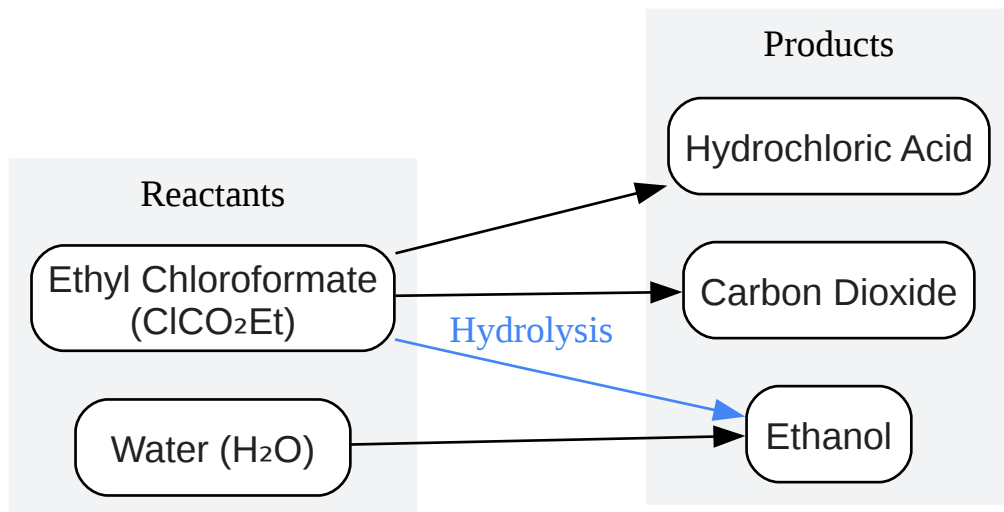 Products
Hydrochloric Acid
Reactants
Ethyl Chloroformate
(ClCO₂Et)
Carbon Dioxide
Hydrolysis
Water (H₂O)
Ethanol